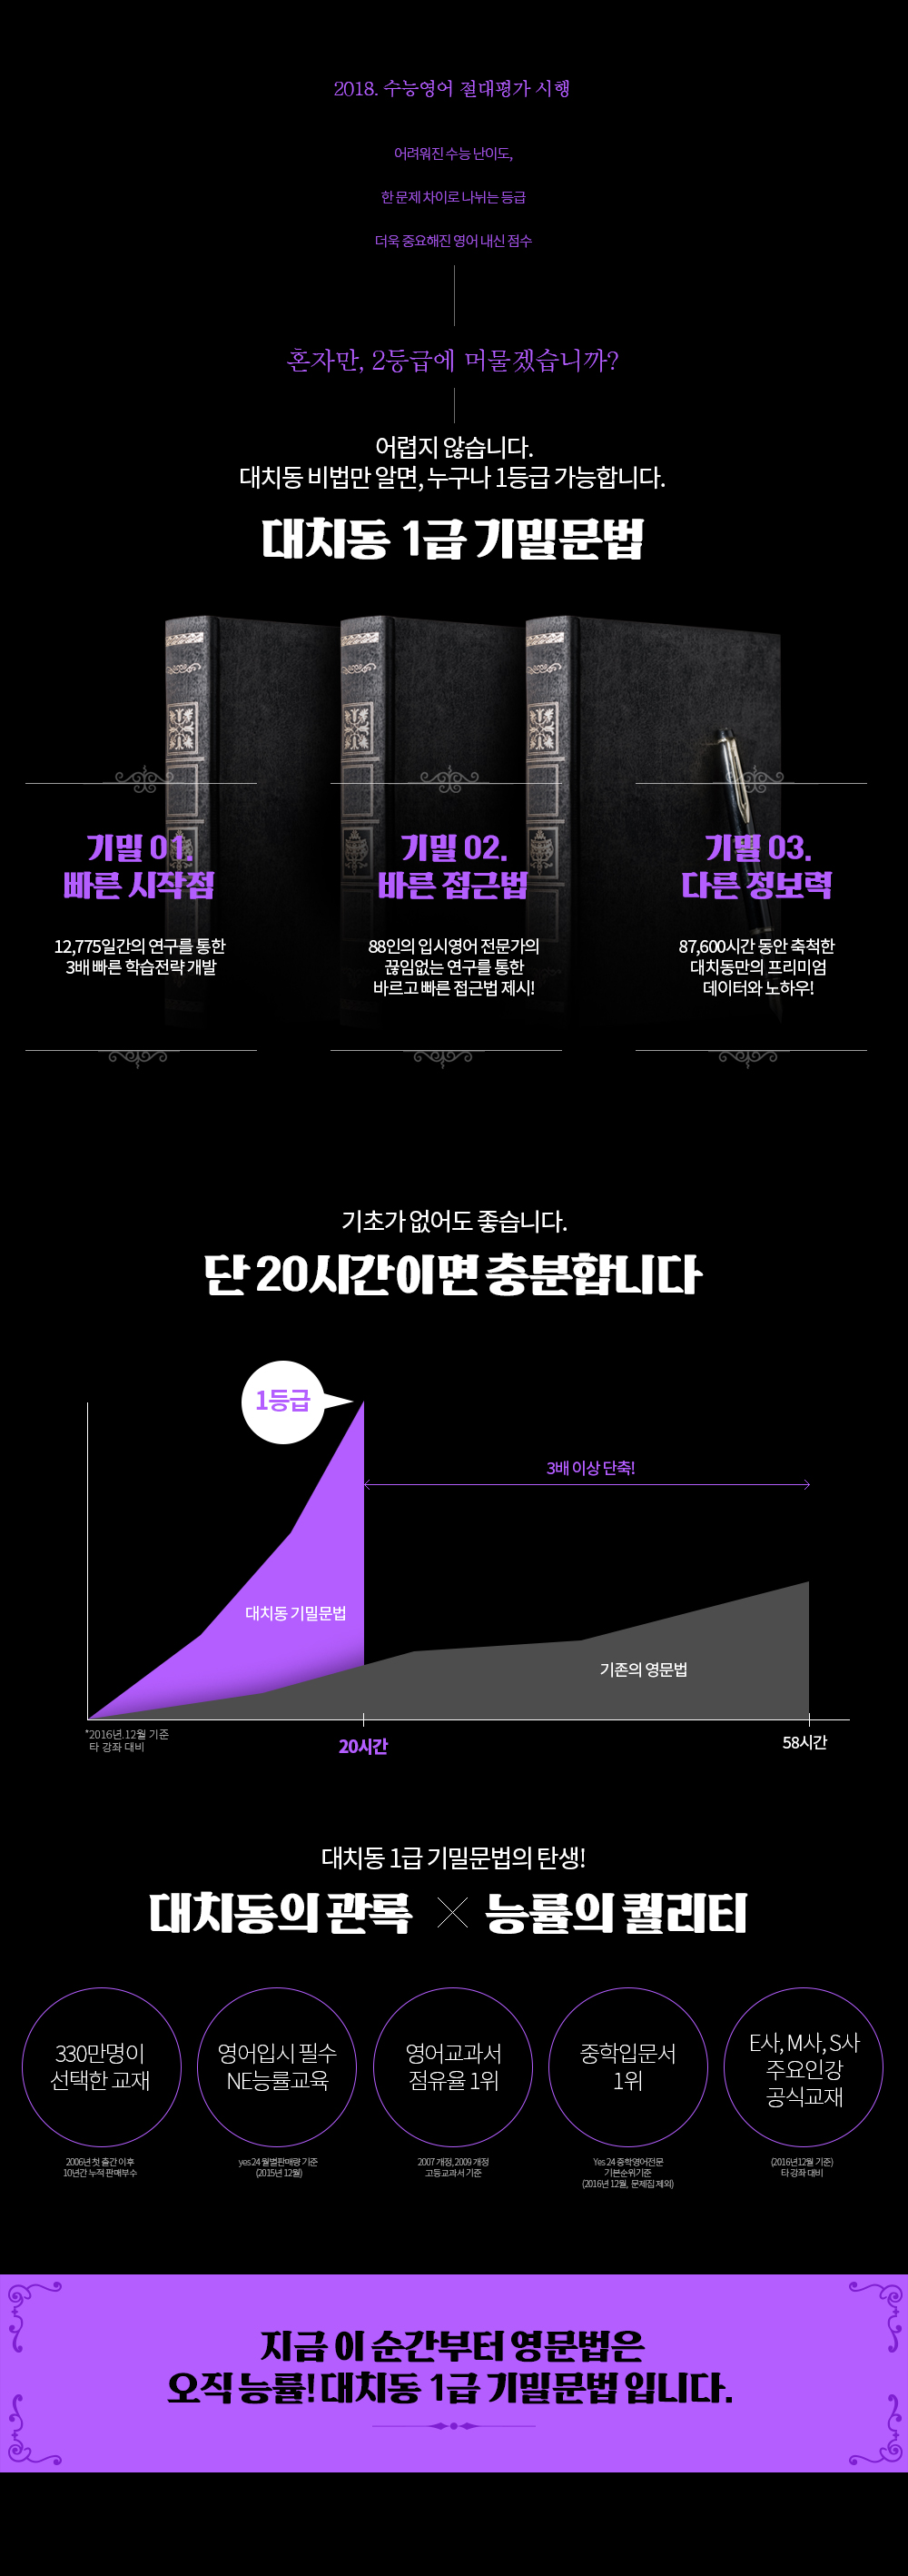 2018. 수능영어 절대평가 시행
어려워진 수능 난이도,
한 문제 차이로 나뉘는 등급
더욱 중요해진 영어 내신 점수
혼자만, 2등급에 머물겠습니까?
어렵지 않습니다.
대치동 비법만 알면, 누구나 1등급 가능합니다.
대치동 1급 기밀문법
기밀 01.
빠른 시작점
12,775일간의 연구를 통한
3배 빠른 학습전략 개발
기밀 02.
바른 접근법
88인의 입시영어 전문가의
끊임없는 연구를 통한
바르고 빠른 접근법 제시!
기밀 03.
다른 정보력
87,600시간 동안 축척한
대치동만의 프리미엄
데이터와 노하우!
기초가 없어도 좋습니다.
단 20시간이면 충분합니다
1등급
3배 이상 단축!
대치동 기밀문법
기존의 영문법
*2016년.12월 기준
타 강좌 대비
20시간
58시간
대치동 1급 기밀문법의 탄생!
대치동의 관록 × 능률의 퀄리티
330만명이
선택한 교재
2006년 첫 출간 이후
10년간 누적 판매부수
영어입시 필수
NE능률교육
yes 24 월별판매량 기준
(2015년 12월)
영어교과서
점유율 1위
2007 개정, 2009 개정
고등교과서 기준
중학입문서
1위
Yes 24 중학영어전문
기본순위기준
(2016년 12월, 문제집 제외)
E사, M사, S사
주요인강
공식교재
(2016년12월 기준)
타 강좌 대비
지금 이 순간부터 영문법은
오직 능률! 대치동 1급 기밀문법 입니다.